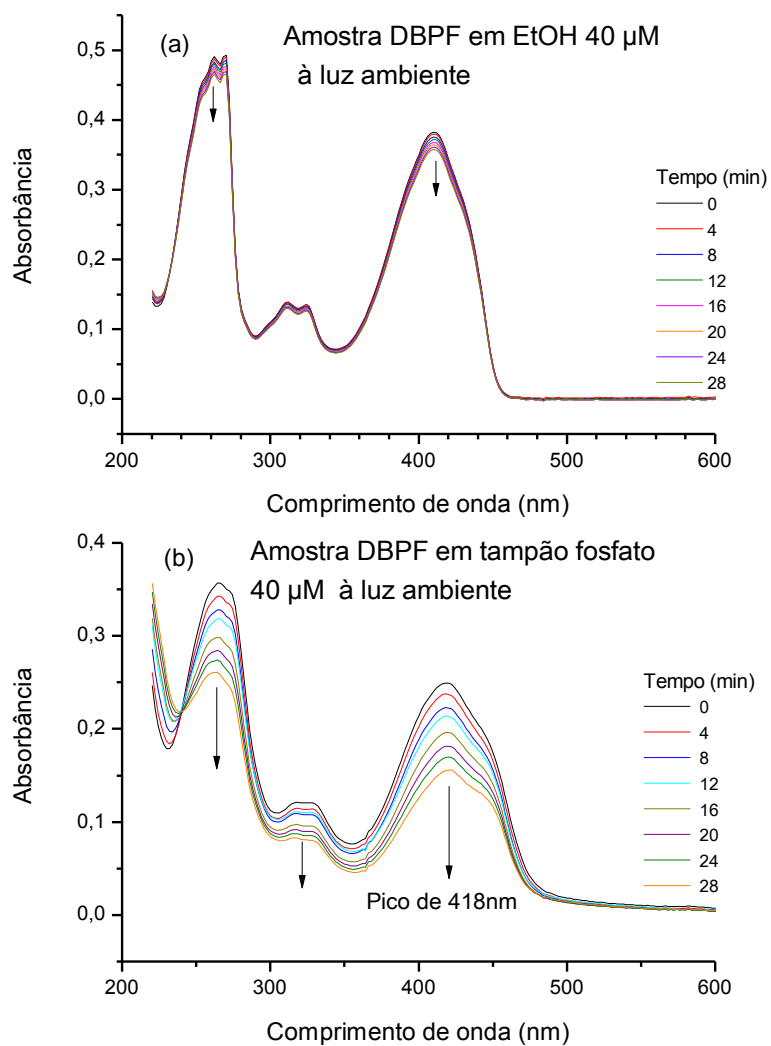 (a)
Amostra DBPF em EtOH 40 µM
à luz ambiente
0,5
0,4
0,3
0,2
0,1
0,0
Absorbância
Tempo (min)
0
4
8
12
16
20
24
28
200
300
400
500
600
Comprimento de onda (nm)
(b)
Amostra DBPF em tampão fosfato
40 µM à luz ambiente
0,4
0,3
0,2
0,1
0,0
Absorbância
Tempo (min)
0
4
8
12
16
20
24
28
Pico de 418nm
200
300
400
500
600
Comprimento de onda (nm)